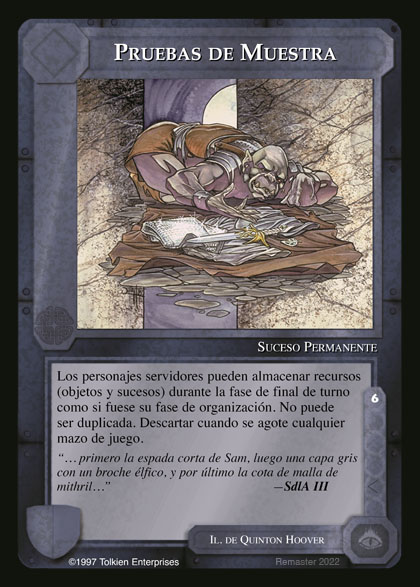 PRUEBAS DE MUESTRA
SUCESO PERMANENTE
Los personajes servidores pueden almacenar recursos
(objetos y sucesos) durante la fase de final de turno
como si fuese su fase de organización. No puede
ser duplicada. Descartar cuando se agote cualquier
mazo de juego.
“…primero la espada corta de Sam, luego una capa gris
con un broche élfico, y por último la cota de malla de
mithril…” —SdlA III
6
IL. DE QUINTON HOOVER
©1997 Tolkien Enterprises
Remaster 2022